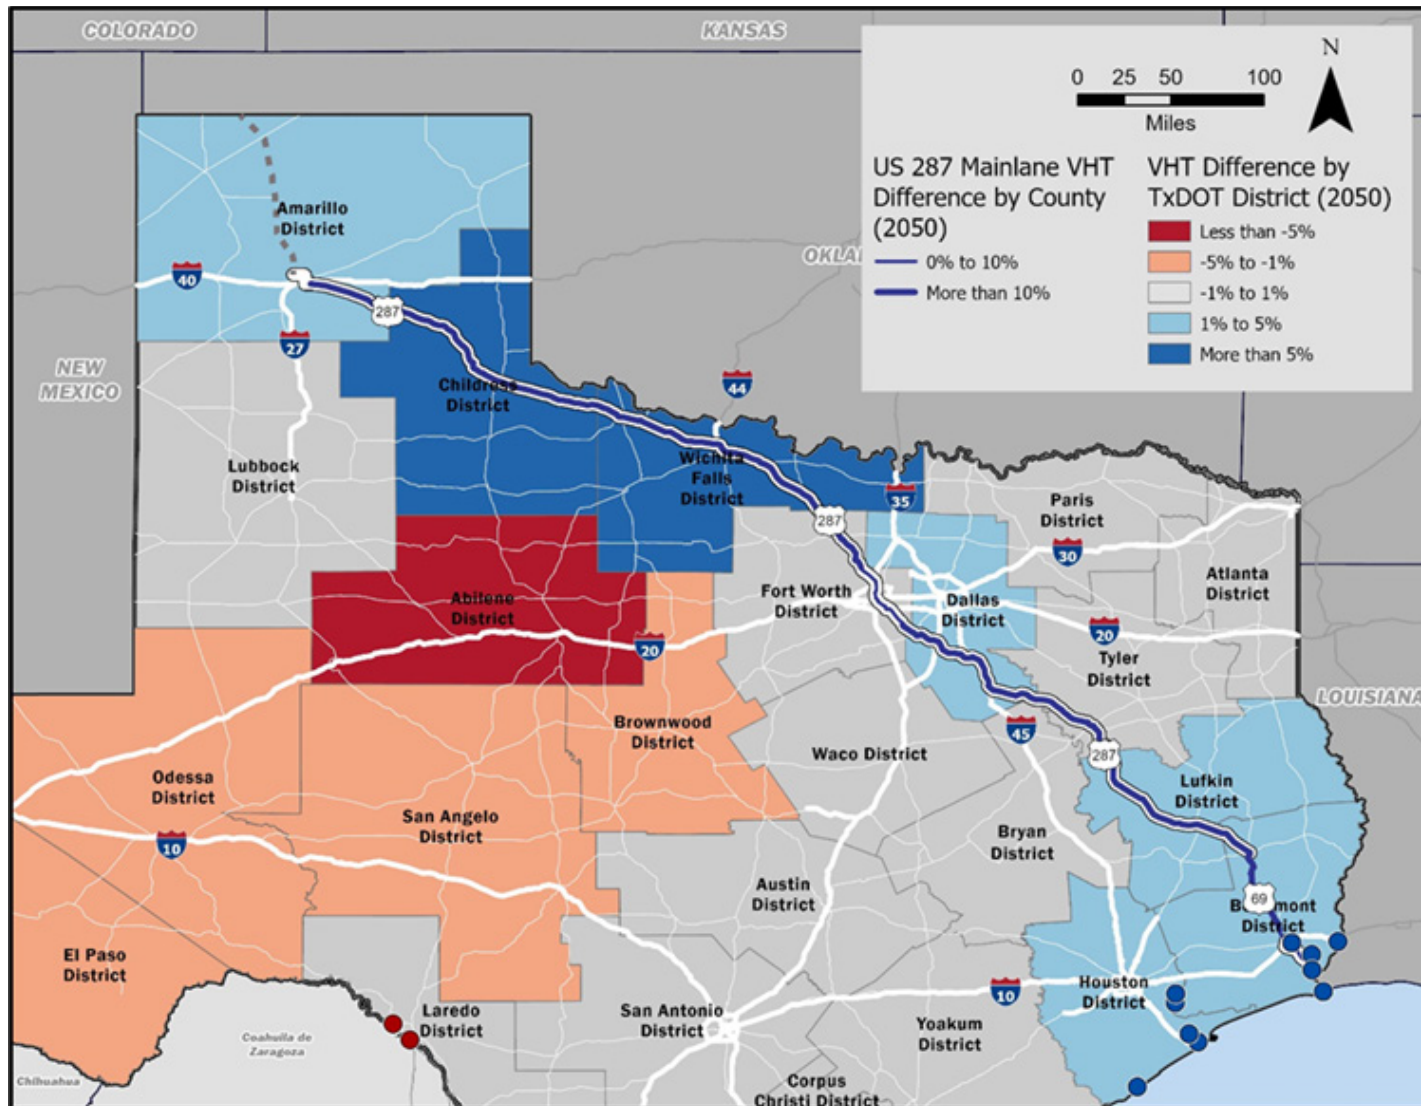 COLORADO
KANSAS
N
0 25 50 100
Miles
US 287 Mainlane VHT
Difference by County
(2050)
0% to 10%
More than 10%
VHT Difference by
TxDOT District (2050)
Less than -5%
-5% to -1%
-1% to 1%
1% to 5%
More than 5%
Amarillo
District
40
287
27
NEW
MEXICO
Childress
District
44
Lubbock
District
Wichita
Falls
District
35
287
Paris
District
30
Abilene
District
Fort Worth
District
Dallas
District
Atlanta
District
20
20
Tyler
District
LOUISIANA
Brownwood
District
45
Waco District
287
Odessa
District
Lufkin
District
San Angelo
District
10
Bryan
District
Austin
District
69
District
El Paso
District
Houston
District
10
Laredo
District
San Antonio
District
Yoakum
District
Coahuila de
Zaragoza
Chihuahua
Corpus
Christi District